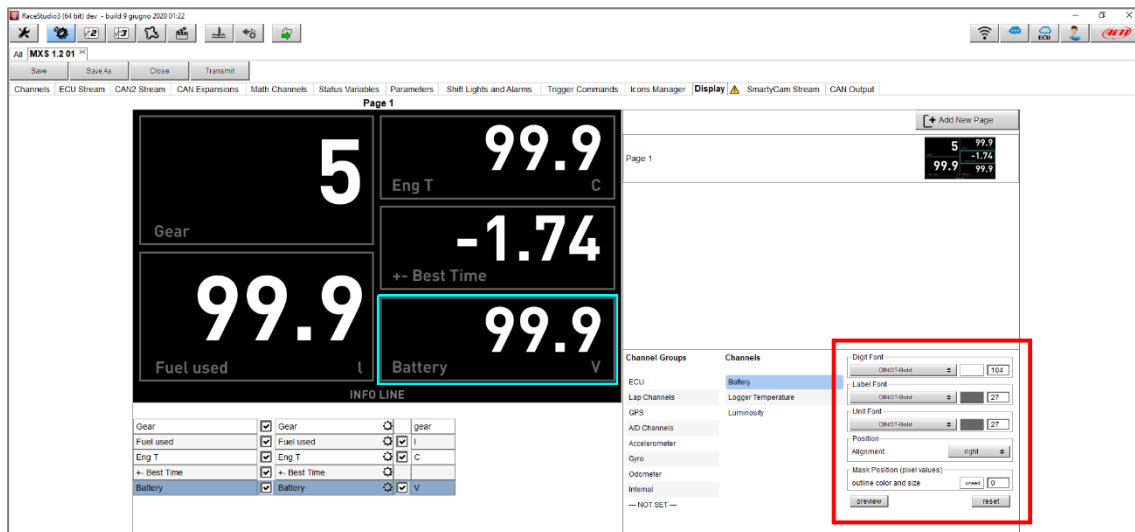 RaceStudio3 (64 bit) dev - build 9 giugno 2020 01:22
ECU
AIM
All MXS 1.2 01
Save SaveAs Close Transmit
Channels ECU Stream CAN2 Stream CAN Expansions Math Channels Status Variables Parameters Shift Lights and Alarms Trigger Commands Icons Manager Display SmartyCam Stream CAN Output
Page 1
5
Gear
99.9
Eng T C
-1.74
+- Best Time
99.9
Fuel used l
99.9
Battery V
INFO LINE
Gear Gear gear
Fuel used Fuel used l
Eng T Eng T C
+- Best Time +- Best Time
Battery Battery V
Add New Page
Page 1
5 99.9
-1.74
99.9 99.9
Channel Groups
ECU
Lap Channels
GPS
A/D Channels
Accelerometer
Gyro
Odometer
Internal
--- NOT SET ---
Channels
Battery
Logger Temperature
Luminosity
Digit Font
DINOT-Bold 104
Label Font
DINOT-Bold 27
Unit Font
DINOT-Bold 27
Position
Alignment right
Mask Position (pixel values)
outline color and size unused 0
preview reset